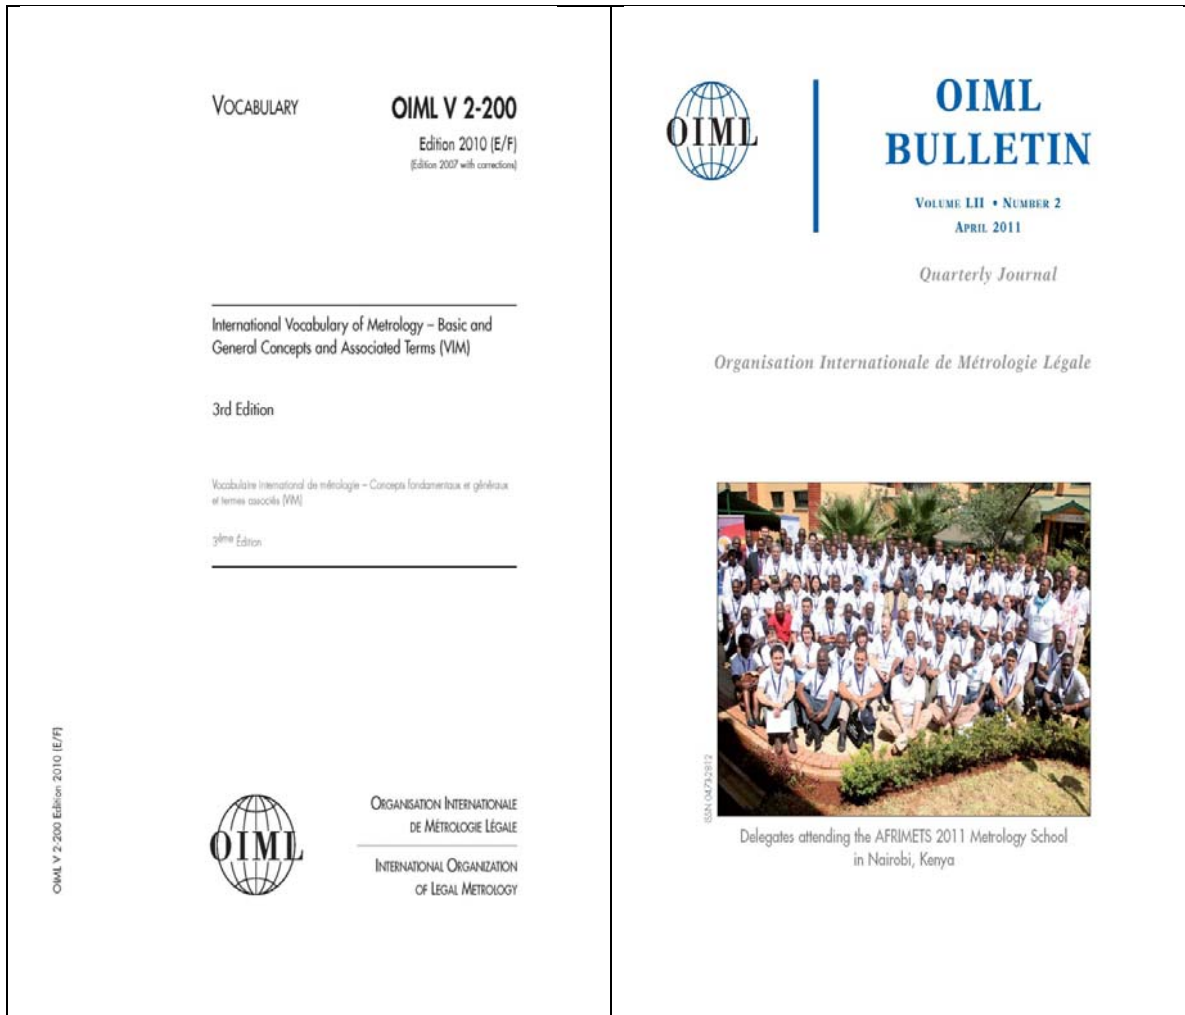 VOCABULARY
OIML V 2-200
Edition 2010 (E/F)
(Edition 2007 with corrections)
International Vocabulary of Metrology – Basic and
General Concepts and Associated Terms (VIM)
3rd Edition
Vocabulaire international de métrologie – Concepts fondamentaux et généraux
et termes associés (VIM)
3ème Édition
OIML V 2-200 Edition 2010 (E/F)
OIML
ORGANISATION INTERNATIONALE
DE MÉTROLOGIE LÉGALE
INTERNATIONAL ORGANIZATION
OF LEGAL METROLOGY
OIML
OIML
BULLETIN
VOLUME LII • NUMBER 2
APRIL 2011
Quarterly Journal
Organisation Internationale de Métrologie Légale
ISSN 0473-2812
Delegates attending the AFRIMETS 2011 Metrology School
in Nairobi, Kenya